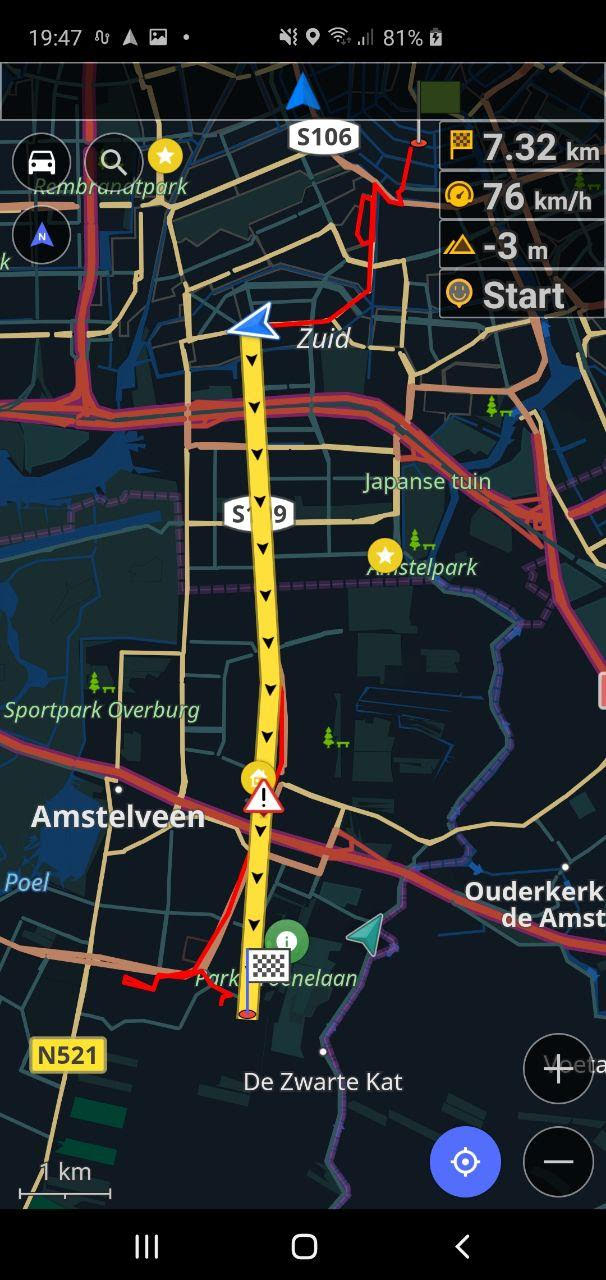 19:47
81%
S106
7.32 km
Rembrandtpark
76 km/h
N
k
-3 m
Start
Zuid
Japanse tuin
Amstelpark
Sportpark Overburg
Amstelveen
Poel
Ouderkerk
de Amst
i
N521
De Zwarte Kat
1 km